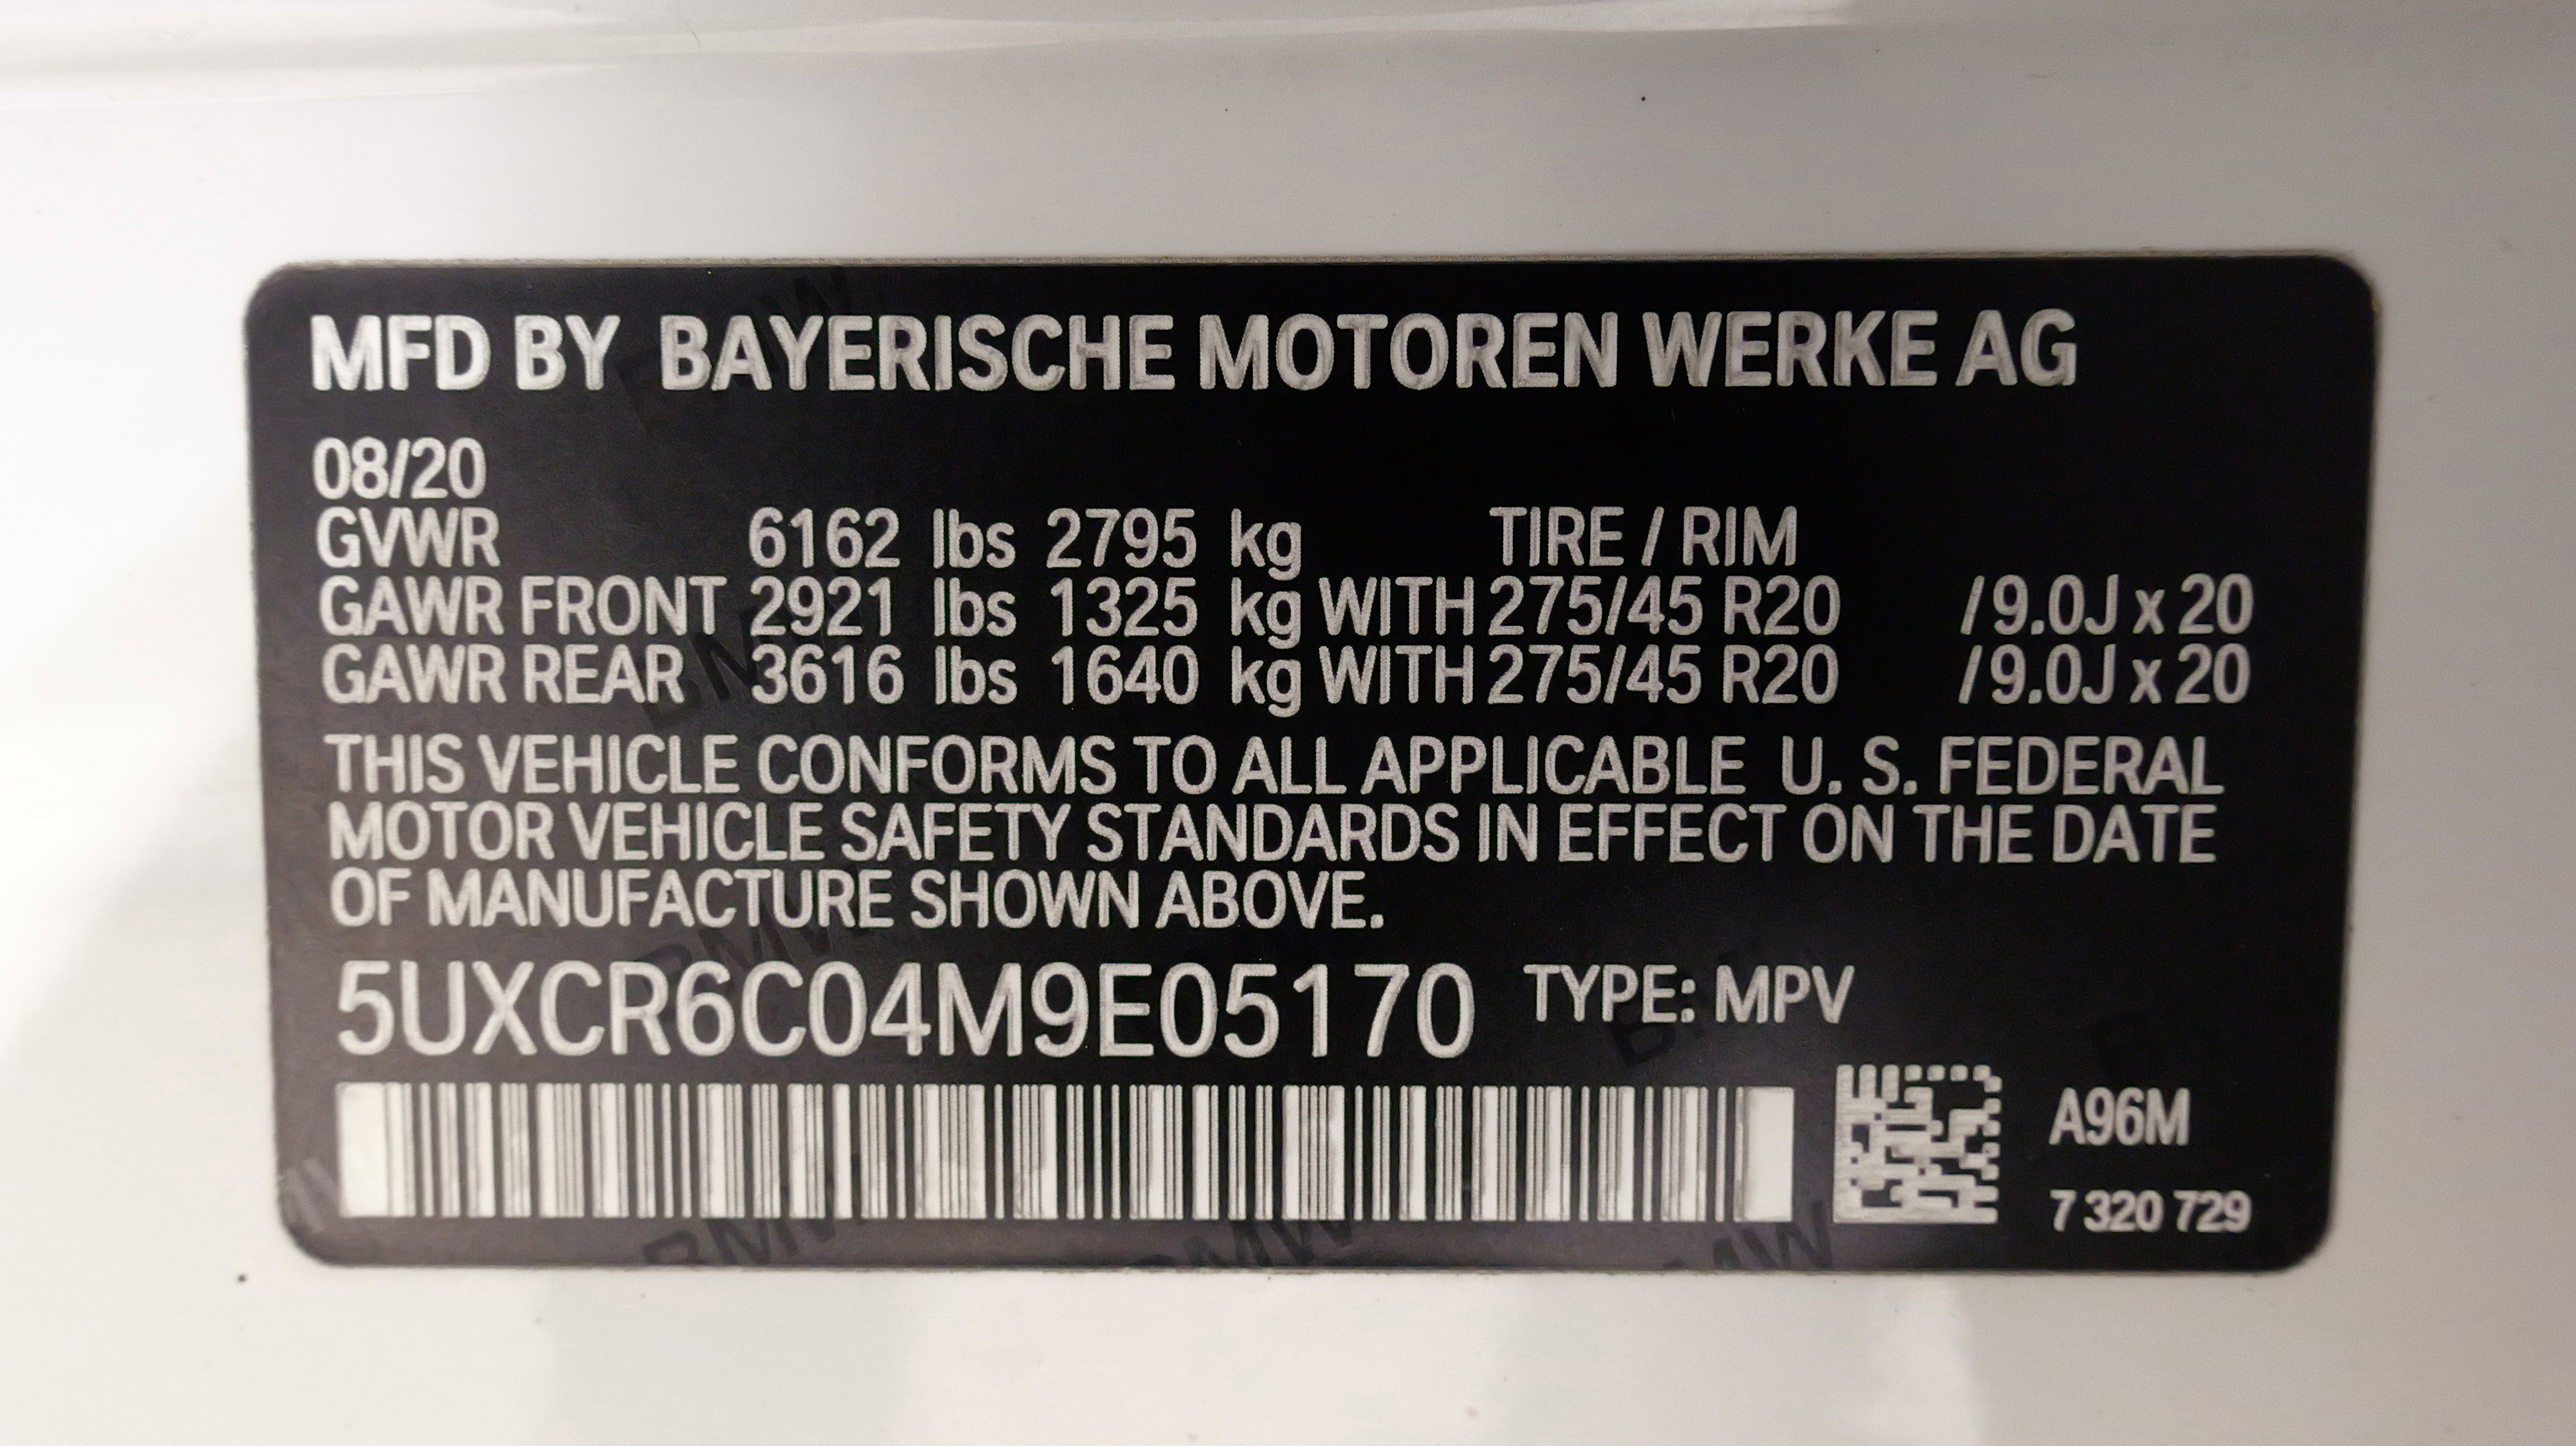 MFD BY BAYERISCHE MOTOREN WERKE AG
08/20
GVWR 6162 lbs 2795 kg TIRE / RIM
GAWR FRONT 2921 lbs 1325 kg WITH 275/45 R20 / 9.0J x 20
GAWR REAR 3616 lbs 1640 kg WITH 275/45 R20 / 9.0J x 20
THIS VEHICLE CONFORMS TO ALL APPLICABLE U. S. FEDERAL
MOTOR VEHICLE SAFETY STANDARDS IN EFFECT ON THE DATE
OF MANUFACTURE SHOWN ABOVE.
5UXCR6C04M9E05170 TYPE: MPV
A96M
7 320 729